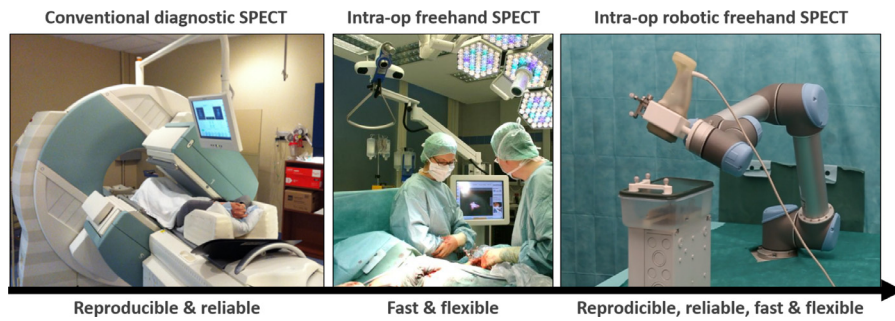 Conventional diagnostic SPECT
Intra-op freehand SPECT
Intra-op robotic freehand SPECT
Reproducible & reliable
Fast & flexible
Reprodicible, reliable, fast & flexible